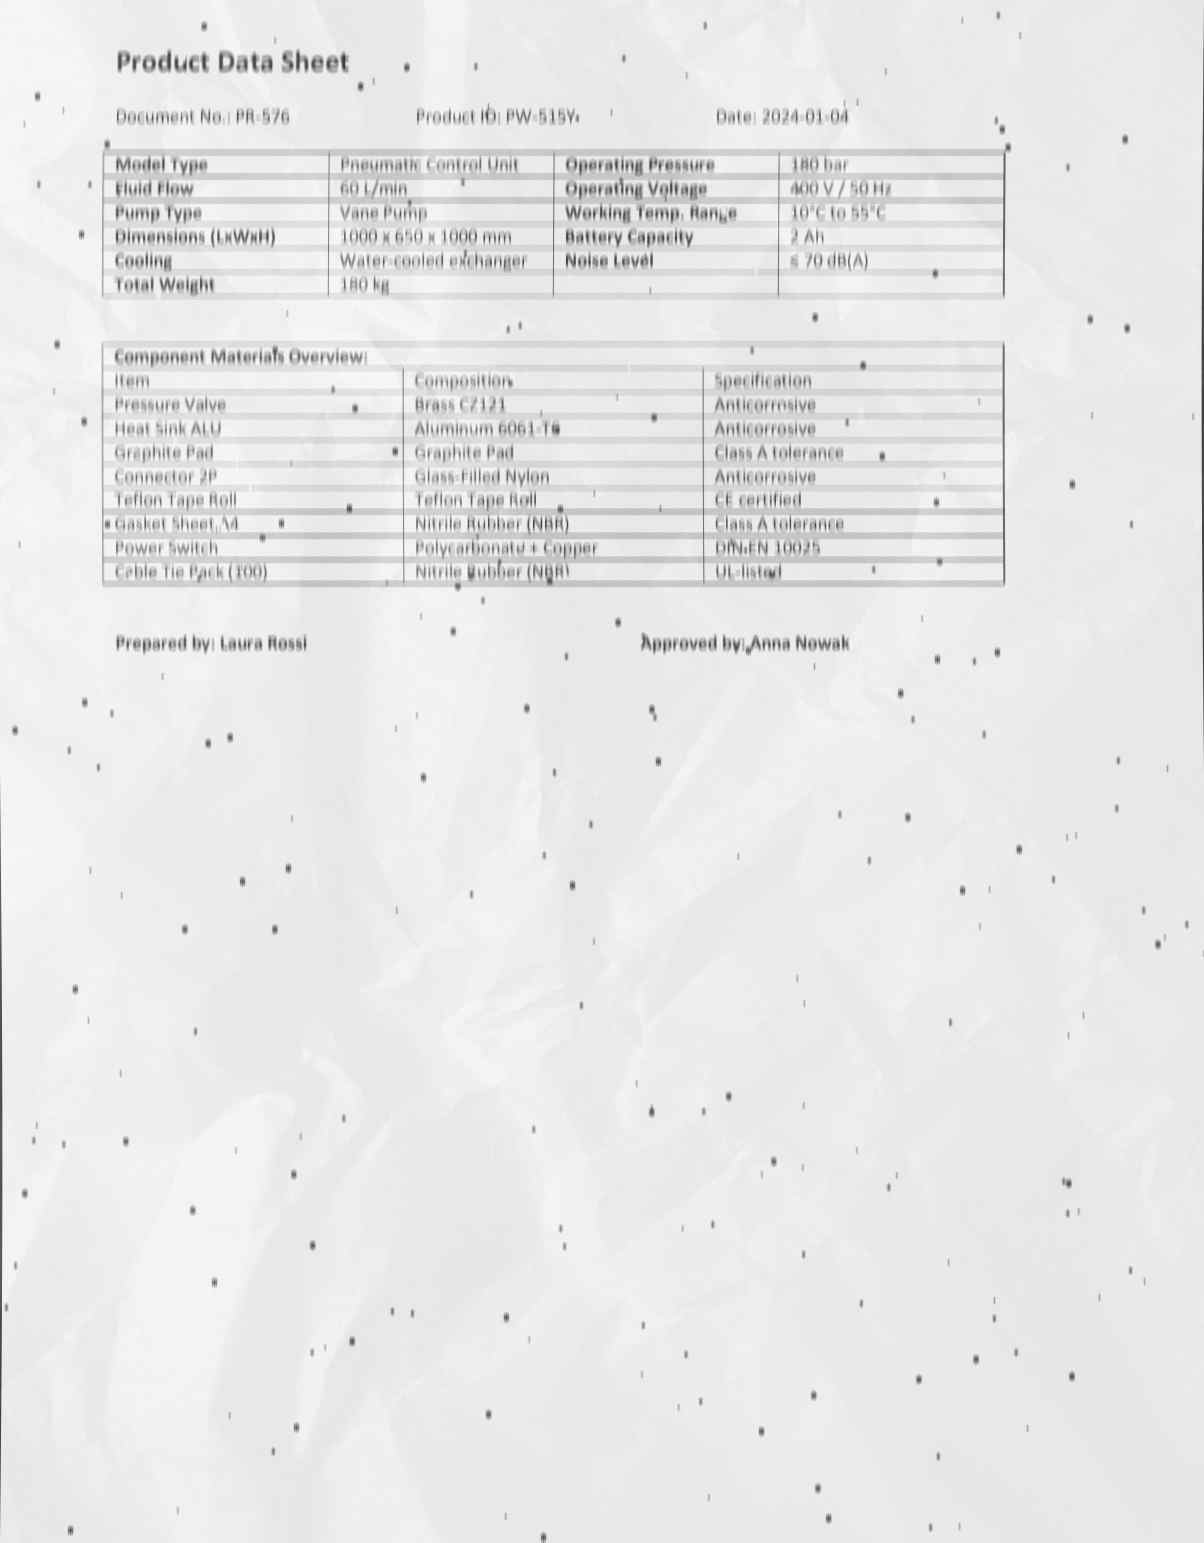 Product Data Sheet
Document No.: PR-576 Product ID: PW-515Y Date: 2024-01-04
Model Type Pneumatic Control Unit Operating Pressure 180 bar
Fluid Flow 60 L/min Operating Voltage 400 V / 50 Hz
Pump Type Vane Pump Working Temp. Range 10°C to 55°C
Dimensions (LxWxH) 1000 x 650 x 1000 mm Battery Capacity 2 Ah
Cooling Water-cooled exchanger Noise Level ≤ 70 dB(A)
Total Weight 180 kg
Component Materials Overview:
Item Composition Specification
Pressure Valve Brass CZ121 Anticorrosive
Heat Sink ALU Aluminum 6061-T6 Anticorrosive
Graphite Pad Graphite Pad Class A tolerance
Connector 2P Glass-Filled Nylon Anticorrosive
Teflon Tape Roll Teflon Tape Roll CE certified
Gasket Sheet A4 Nitrile Rubber (NBR) Class A tolerance
Power Switch Polycarbonate + Copper DIN EN 10025
Cable Tie Pack (100) Nitrile Rubber (NBR) UL-listed
Prepared by: Laura Rossi Approved by: Anna Nowak